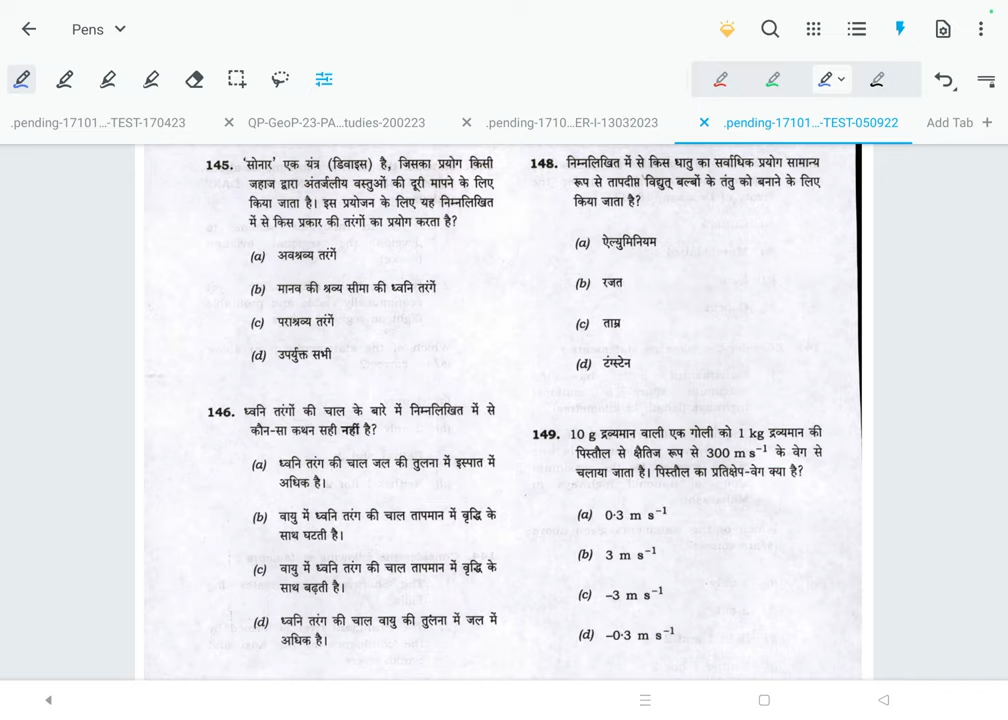 Pens
.pending-17101...-TEST-170423
QP-GeoP-23-PA...tudies-200223
.pending-1710...ER-I-13032023
.pending-17101...-TEST-050922
Add Tab
145. 'सोनार' एक यंत्र (डिवाइस) है, जिसका प्रयोग किसी
जहाज द्वारा अंतर्जलीय वस्तुओं की दूरी मापने के लिए
किया जाता है। इस प्रयोजन के लिए यह निम्नलिखित
में से किस प्रकार की तरंगों का प्रयोग करता है?
(a) अवश्रव्य तरंगें
(b) मानव की श्रव्य सीमा की ध्वनि तरंगें
(c) पराश्रव्य तरंगें
(d) उपर्युक्त सभी
146. ध्वनि तरंगों की चाल के बारे में निम्नलिखित में से
कौन-सा कथन सही नहीं है?
(a) ध्वनि तरंग की चाल जल की तुलना में इस्पात में
अधिक है।
(b) वायु में ध्वनि तरंग की चाल तापमान में वृद्धि के
साथ घटती है।
(c) वायु में ध्वनि तरंग की चाल तापमान में वृद्धि के
साथ बढ़ती है।
(d) ध्वनि तरंग की चाल वायु की तुलना में जल में
अधिक है।
148. निम्नलिखित में से किस धातु का सर्वाधिक प्रयोग सामान्य
रूप से तापदीप्त विद्युत् बल्बों के तंतु को बनाने के लिए
किया जाता है?
(a) ऐल्युमिनियम
(b) रजत
(c) ताम्र
(d) टंग्स्टेन
149. 10 g द्रव्यमान वाली एक गोली को 1 kg द्रव्यमान की
पिस्तौल से क्षैतिज रूप से 300 m s⁻¹ के वेग से
चलाया जाता है। पिस्तौल का प्रतिक्षेप-वेग क्या है?
(a) 0·3 m s⁻¹
(b) 3 m s⁻¹
(c) −3 m s⁻¹
(d) −0·3 m s⁻¹